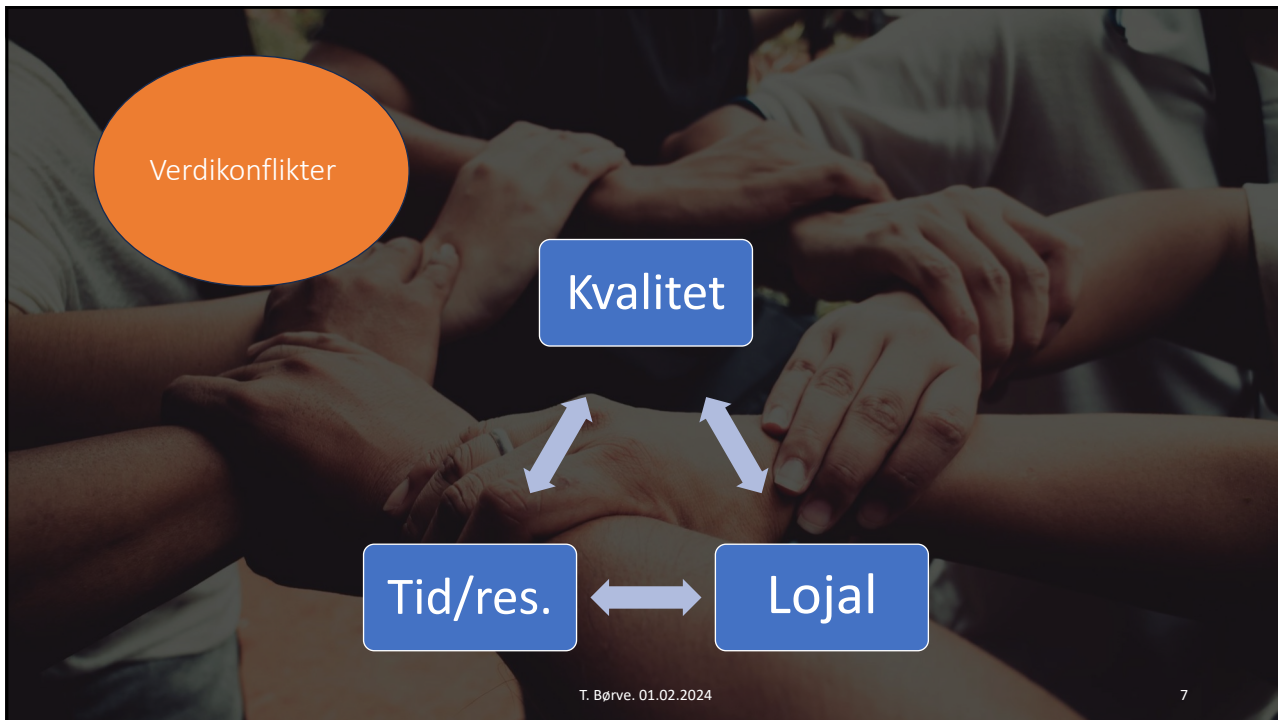 Verdikonflikter
Kvalitet
Tid/res.
Lojal
T. Børve. 01.02.2024
7